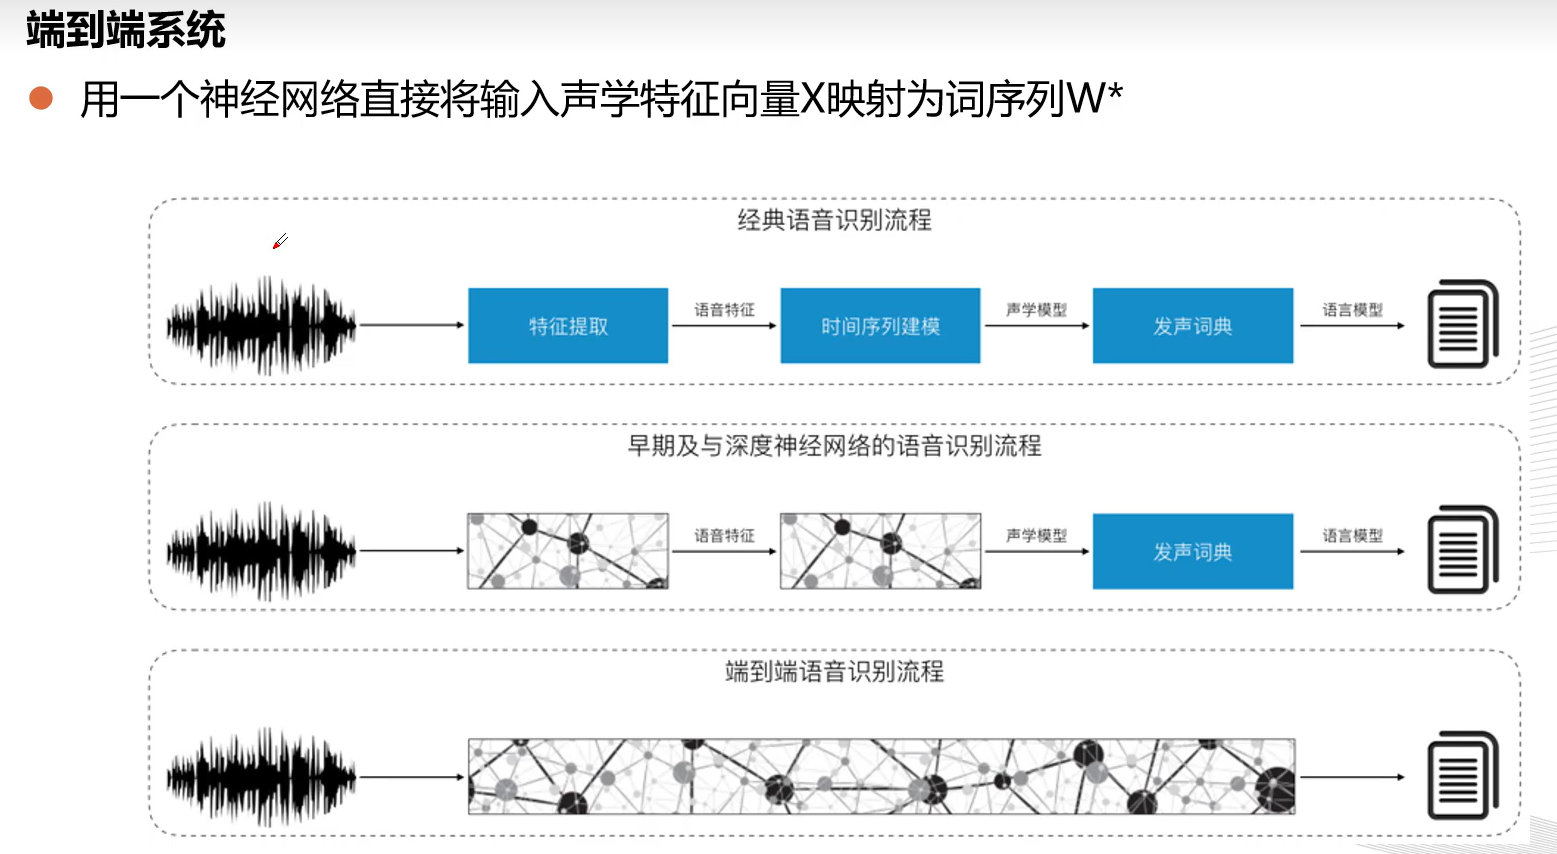 端到端系统
用一个神经网络直接将输入声学特征向量X映射为词序列W*
经典语音识别流程
特征提取 语音特征 时间序列建模 声学模型 发声词典 语言模型
早期及与深度神经网络的语音识别流程
语音特征 声学模型 发声词典 语言模型
端到端语音识别流程